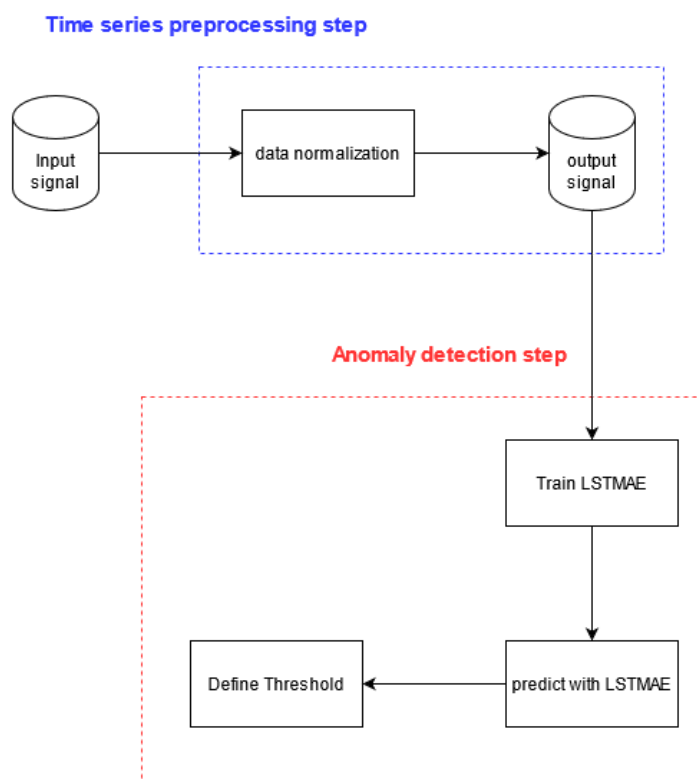 Time series preprocessing step
Input
signal
data normalization
output
signal
Anomaly detection step
Train LSTMAE
Define Threshold
predict with LSTMAE